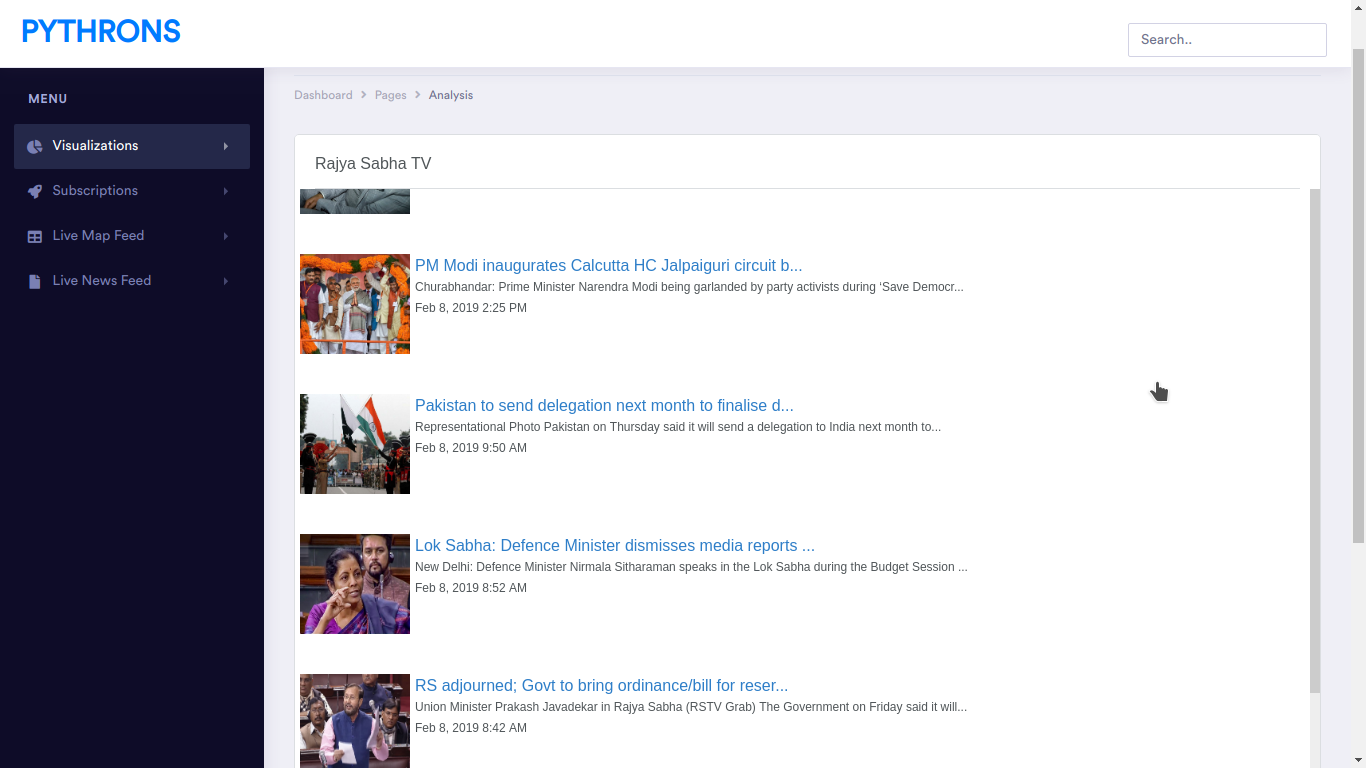 PYTHRONS
Search..
MENU
Visualizations
Subscriptions
Live Map Feed
Live News Feed
Dashboard Pages Analysis
Rajya Sabha TV
PM Modi inaugurates Calcutta HC Jalpaiguri circuit b...
Churabhandar: Prime Minister Narendra Modi being garlanded by party activists during ‘Save Democr...
Feb 8, 2019 2:25 PM
Pakistan to send delegation next month to finalise d...
Representational Photo Pakistan on Thursday said it will send a delegation to India next month to...
Feb 8, 2019 9:50 AM
Lok Sabha: Defence Minister dismisses media reports ...
New Delhi: Defence Minister Nirmala Sitharaman speaks in the Lok Sabha during the Budget Session ...
Feb 8, 2019 8:52 AM
RS adjourned; Govt to bring ordinance/bill for reser...
Union Minister Prakash Javadekar in Rajya Sabha (RSTV Grab) The Government on Friday said it will...
Feb 8, 2019 8:42 AM